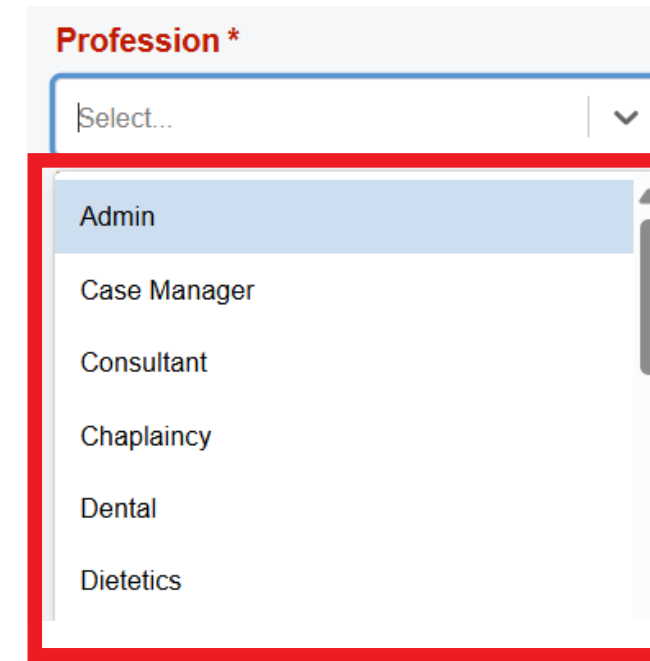 Profession *
Select...
Admin
Case Manager
Consultant
Chaplaincy
Dental
Dietetics